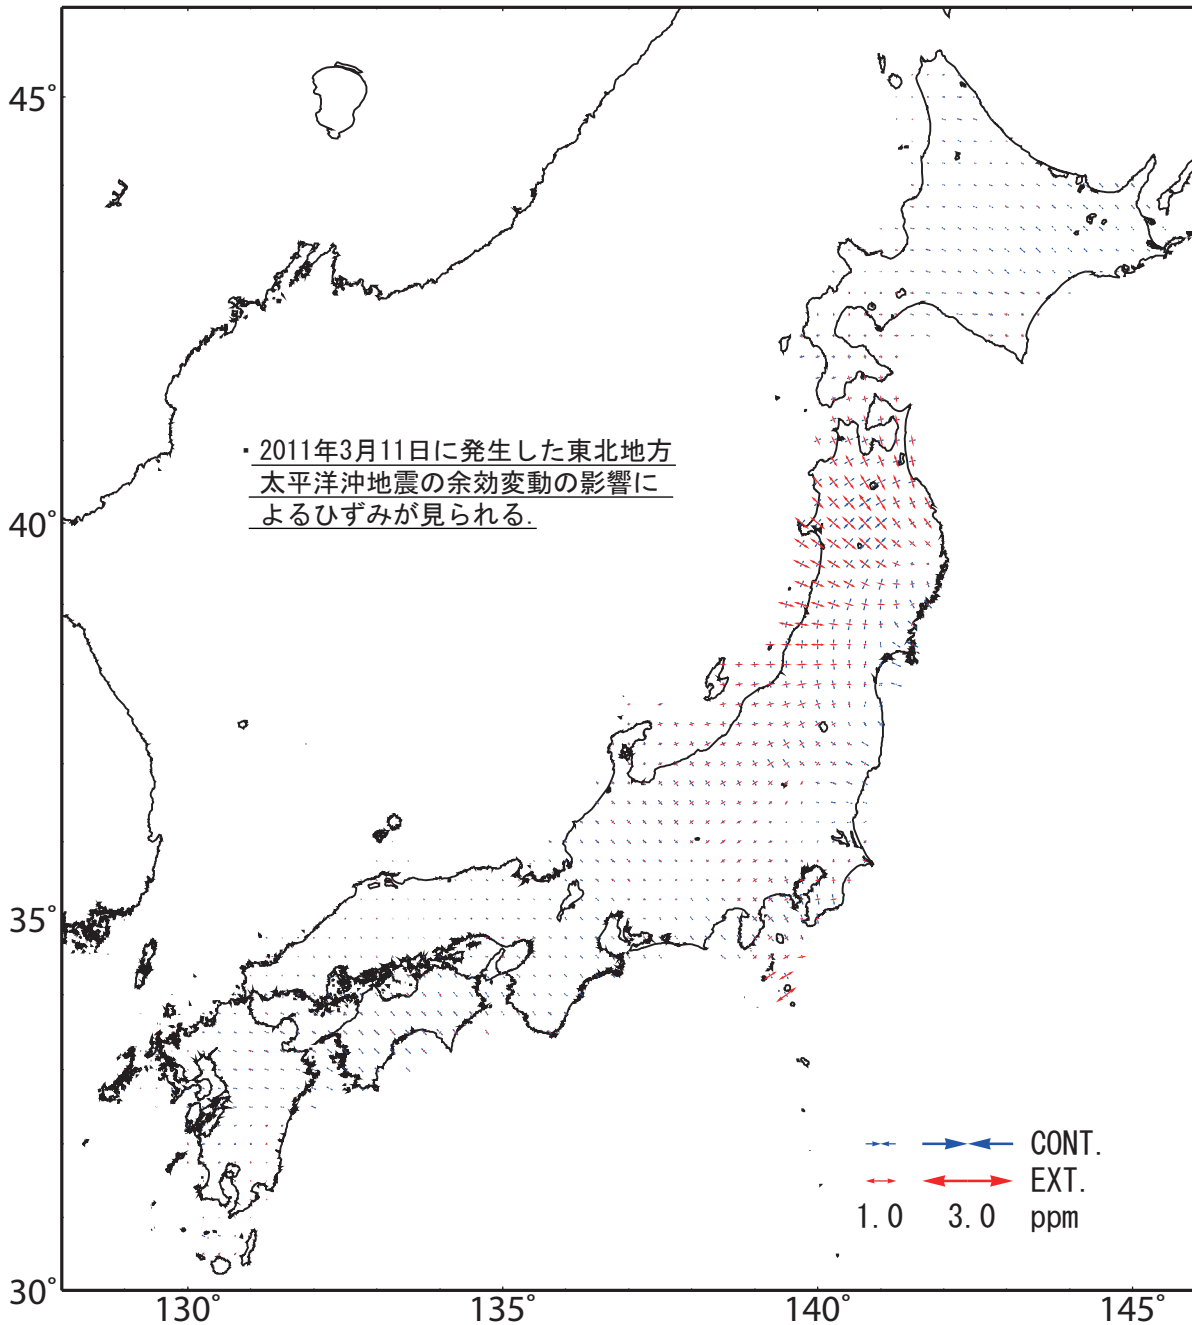 45°
・2011年3月11日に発生した東北地方
太平洋沖地震の余効変動の影響に
よるひずみが見られる.
40°
35°
CONT.
EXT.
1.0 3.0 ppm
30°
130° 135° 140° 145°